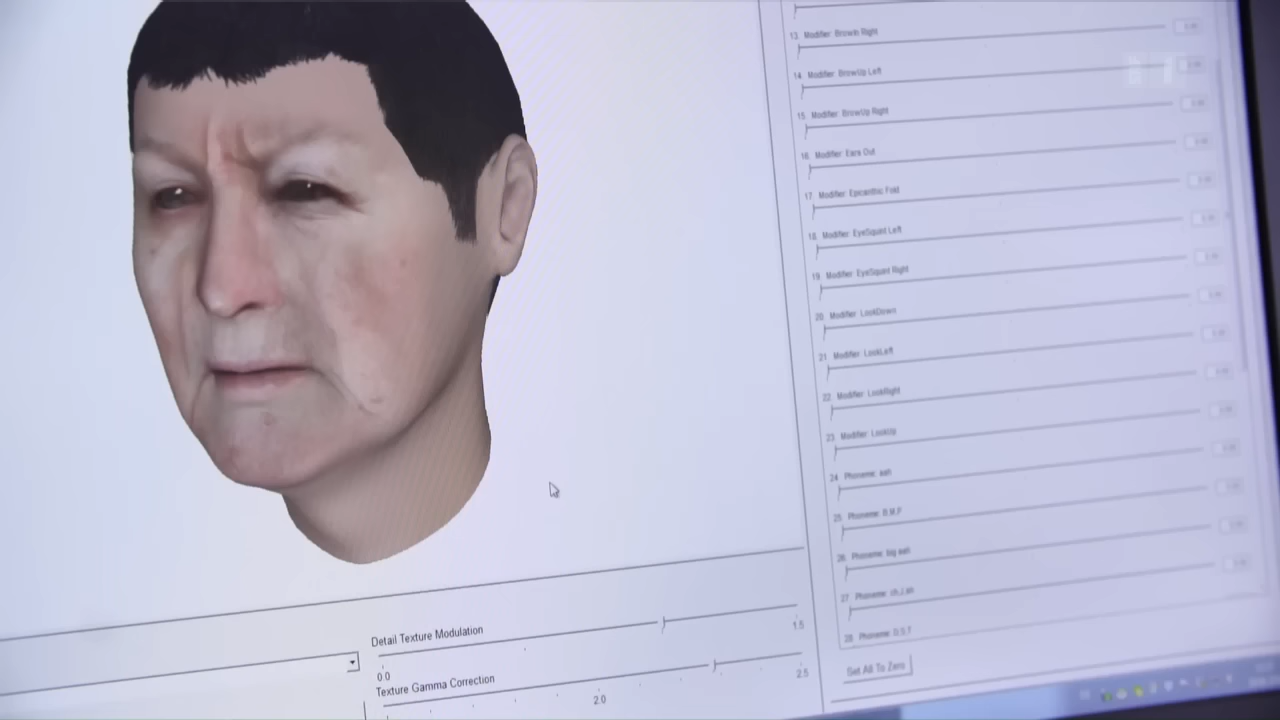 13. Modifier: BrowIn Right
14. Modifier: BrowUp Left
15. Modifier: BrowUp Right
16. Modifier: Ears Out
17. Modifier: Epicanthic Fold
18. Modifier: EyeSquint Left
19. Modifier: EyeSquint Right
20. Modifier: LookDown
21. Modifier: LookLeft
22. Modifier: LookRight
23. Modifier: LookUp
24. Phoneme: aah
25. Phoneme: B,M,P
26. Phoneme: big aah
27. Phoneme: ch,J,sh
28. Phoneme: D,S,T
Set All To Zero
Detail Texture Modulation
0.0
1.5
Texture Gamma Correction
2.0
2.5